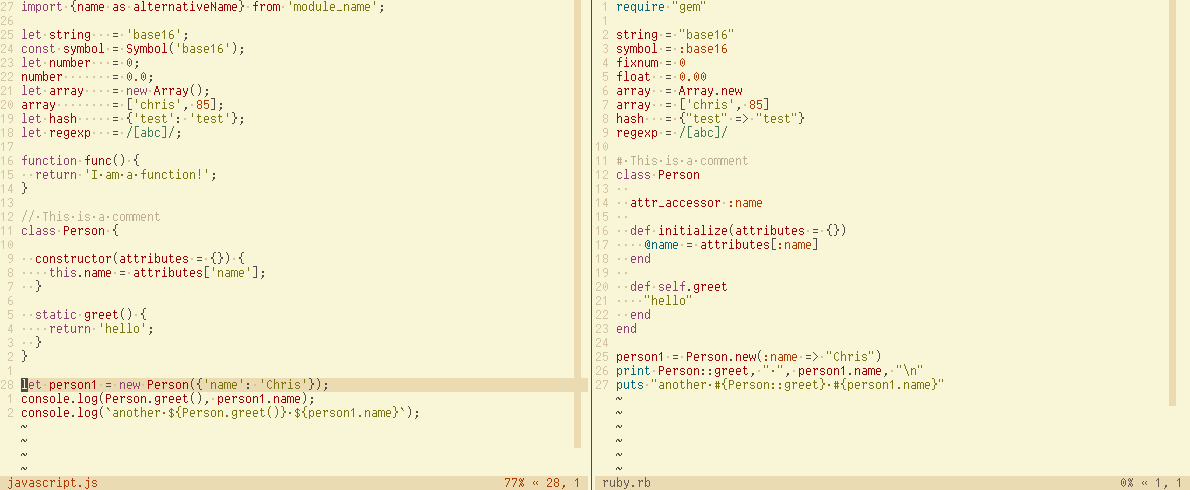 27 import {name as alternativeName} from 'module_name';
26
25 let string   = 'base16';
24 const symbol = Symbol('base16');
23 let number   = 0;
22 number       = 0.0;
21 let array    = new Array();
20 array        = ['chris', 85];
19 let hash     = {'test': 'test'};
18 let regexp   = /[abc]/;
17
16 function func() {
15   return 'I am a function!';
14 }
13
12 // This is a comment
11 class Person {
10
9   constructor(attributes = {}) {
8     this.name = attributes['name'];
7   }
6
5   static greet() {
4     return 'hello';
3   }
2 }
1
28 let person1 = new Person({'name': 'Chris'});
1 console.log(Person.greet(), person1.name);
2 console.log(`another ${Person.greet()} ${person1.name}`);
~
~
~
~
javascript.js 77% « 28, 1
1 require "gem"
1
2 string = "base16"
3 symbol = :base16
4 fixnum = 0
5 float  = 0.00
6 array  = Array.new
7 array  = ['chris', 85]
8 hash   = {"test" => "test"}
9 regexp = /[abc]/
10
11 # This is a comment
12 class Person
13
14   attr_accessor :name
15
16   def initialize(attributes = {})
17     @name = attributes[:name]
18   end
19
20   def self.greet
21     "hello"
22   end
23 end
24
25 person1 = Person.new(:name => "Chris")
26 print Person::greet, " ", person1.name, "\n"
27 puts "another #{Person::greet} #{person1.name}"
~
~
~
~
~
~
ruby.rb 0% « 1, 1